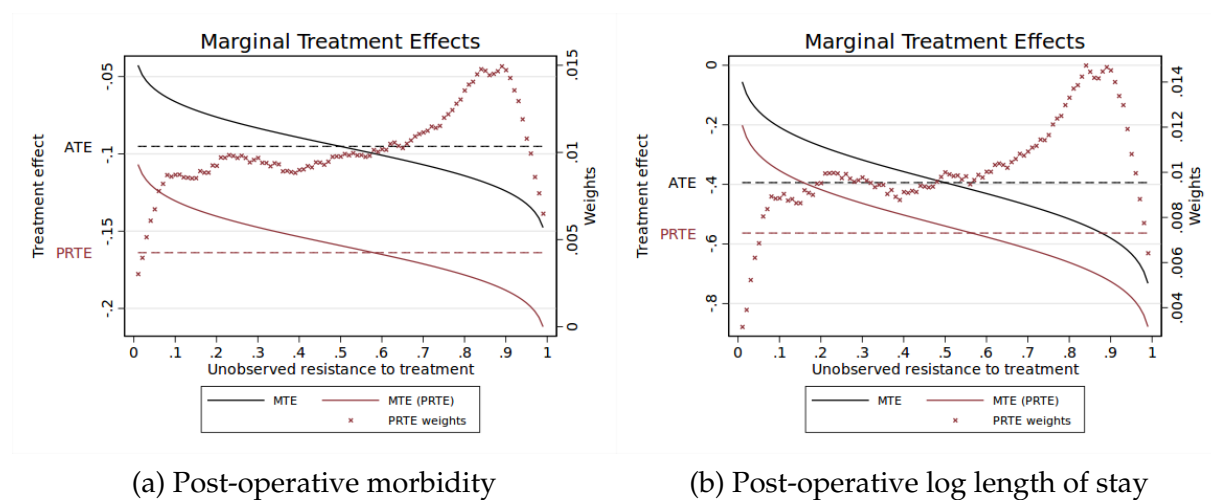 Marginal Treatment Effects
Treatment effect
-.05
ATE
-.1
-.15
PRTE
-.2
.015
.01
.005
0
Weights
0 .1 .2 .3 .4 .5 .6 .7 .8 .9 1
Unobserved resistance to treatment
MTE MTE (PRTE)
PRTE weights
(a) Post-operative morbidity
Marginal Treatment Effects
Treatment effect
0
-.2
ATE
-.4
PRTE
-.6
-.8
.014
.012
.01
.008
.006
.004
Weights
0 .1 .2 .3 .4 .5 .6 .7 .8 .9 1
Unobserved resistance to treatment
MTE MTE (PRTE)
PRTE weights
(b) Post-operative log length of stay